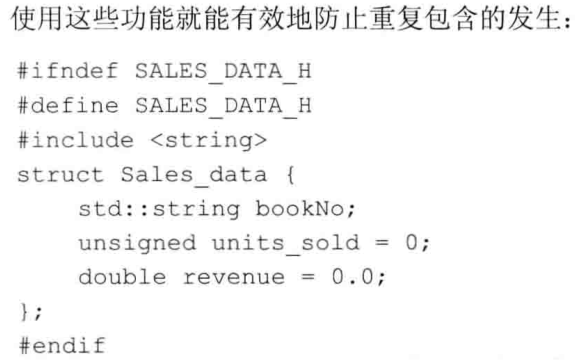 使用这些功能就能有效地防止重复包含的发生：
#ifndef SALES_DATA_H
#define SALES_DATA_H
#include <string>
struct Sales_data {
    std::string bookNo;
    unsigned units_sold = 0;
    double revenue = 0.0;
};
#endif